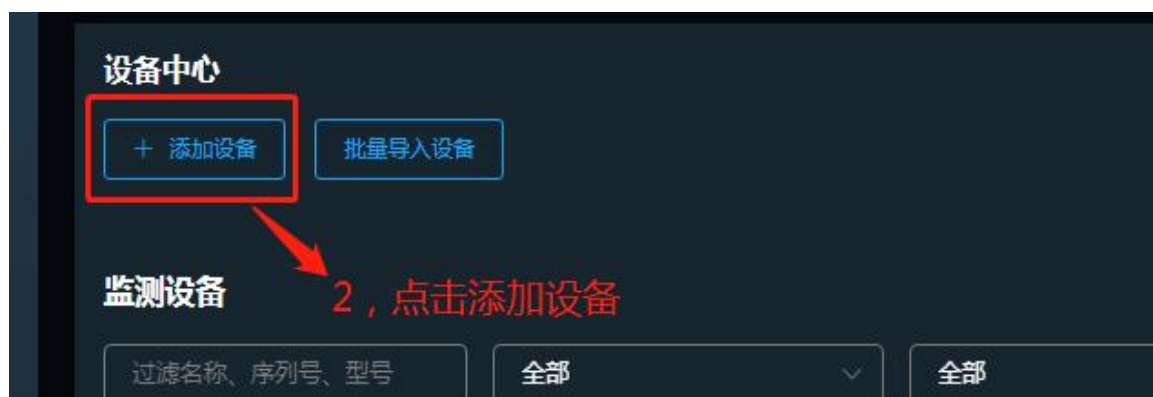 设备中心
+ 添加设备 批量导入设备
监测设备
2，点击添加设备
过滤名称、序列号、型号 全部 全部